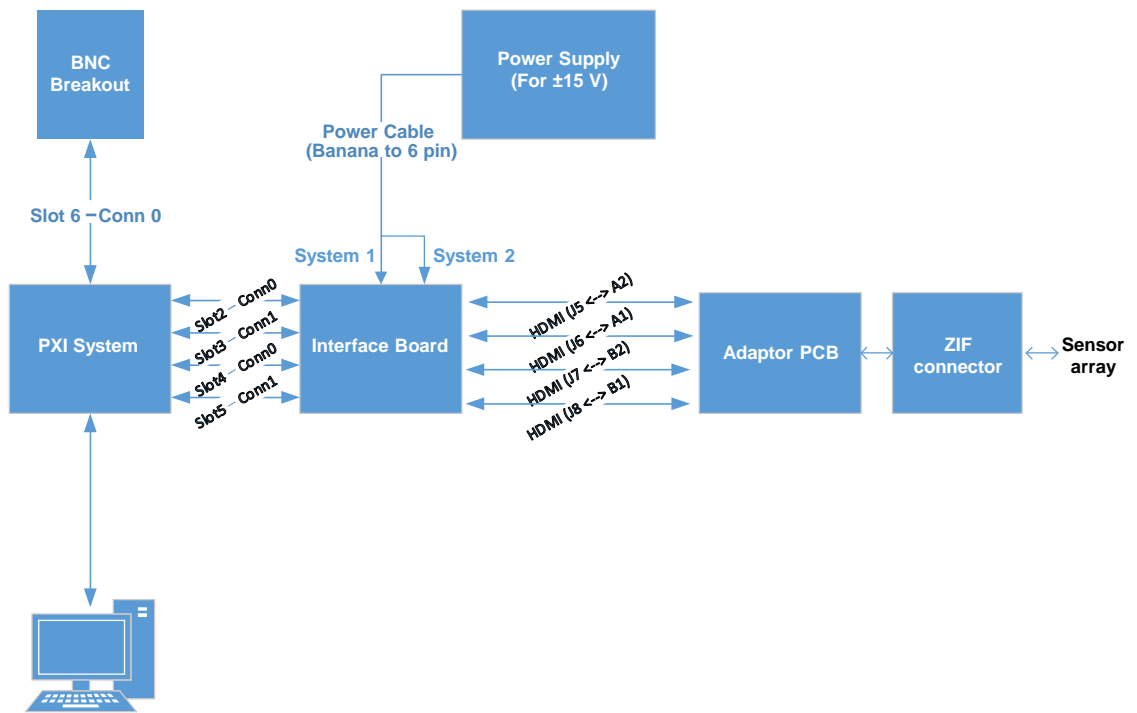 BNC
Breakout
Power Supply
(For ±15 V)
Power Cable
(Banana to 6 pin)
Slot 6 – Conn 0
System 1
System 2
PXI System
Slot2 – Conn0
Slot3 – Conn1
Slot4 – Conn0
Slot5 – Conn1
Interface Board
HDMI (J5 <--> A2)
HDMI (J6 <--> A1)
HDMI (J7 <--> B2)
HDMI (J8 <--> B1)
Adaptor PCB
ZIF
connector
Sensor
array